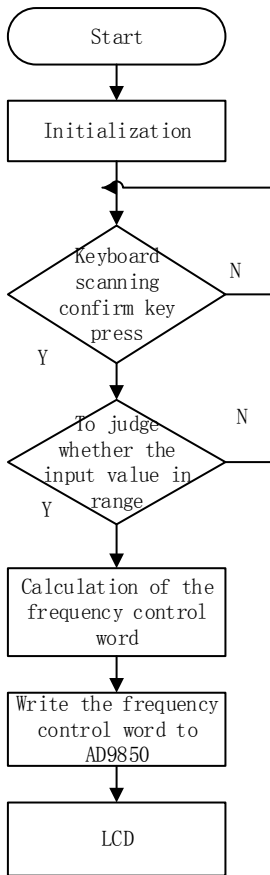 Start
Initialization
Keyboard
scanning
confirm key
press
N
Y
To judge
whether the
input value in
range
N
Y
Calculation of the
frequency control
word
Write the frequency
control word to
AD9850
LCD